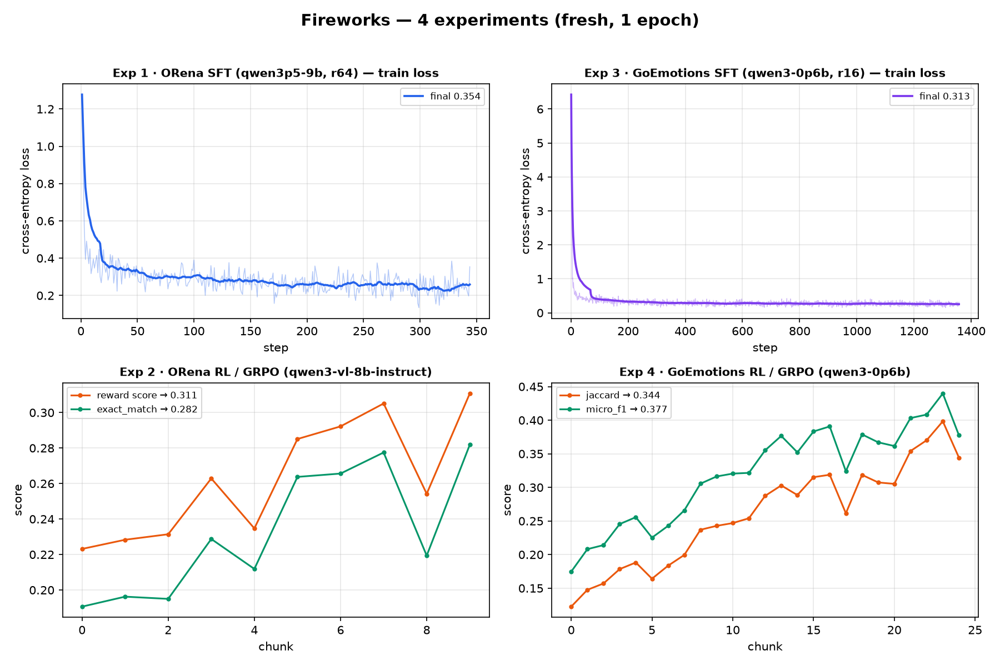 Fireworks — 4 experiments (fresh, 1 epoch)
Exp 1 · ORena SFT (qwen3p5-9b, r64) — train loss
final 0.354
cross-entropy loss
1.2
1.0
0.8
0.6
0.4
0.2
0 50 100 150 200 250 300 350
step
Exp 3 · GoEmotions SFT (qwen3-0p6b, r16) — train loss
final 0.313
cross-entropy loss
6
5
4
3
2
1
0
0 200 400 600 800 1000 1200 1400
step
Exp 2 · ORena RL / GRPO (qwen3-vl-8b-instruct)
reward score → 0.311
exact_match → 0.282
score
0.30
0.28
0.26
0.24
0.22
0.20
0 2 4 6 8
chunk
Exp 4 · GoEmotions RL / GRPO (qwen3-0p6b)
jaccard → 0.344
micro_f1 → 0.377
score
0.45
0.40
0.35
0.30
0.25
0.20
0.15
0 5 10 15 20 25
chunk